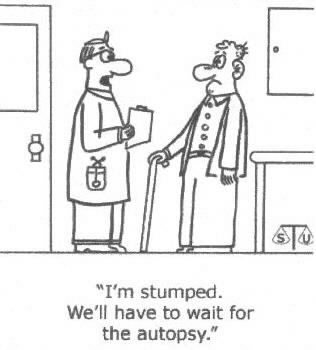 S U
"I'm stumped.
We'll have to wait for
the autopsy."